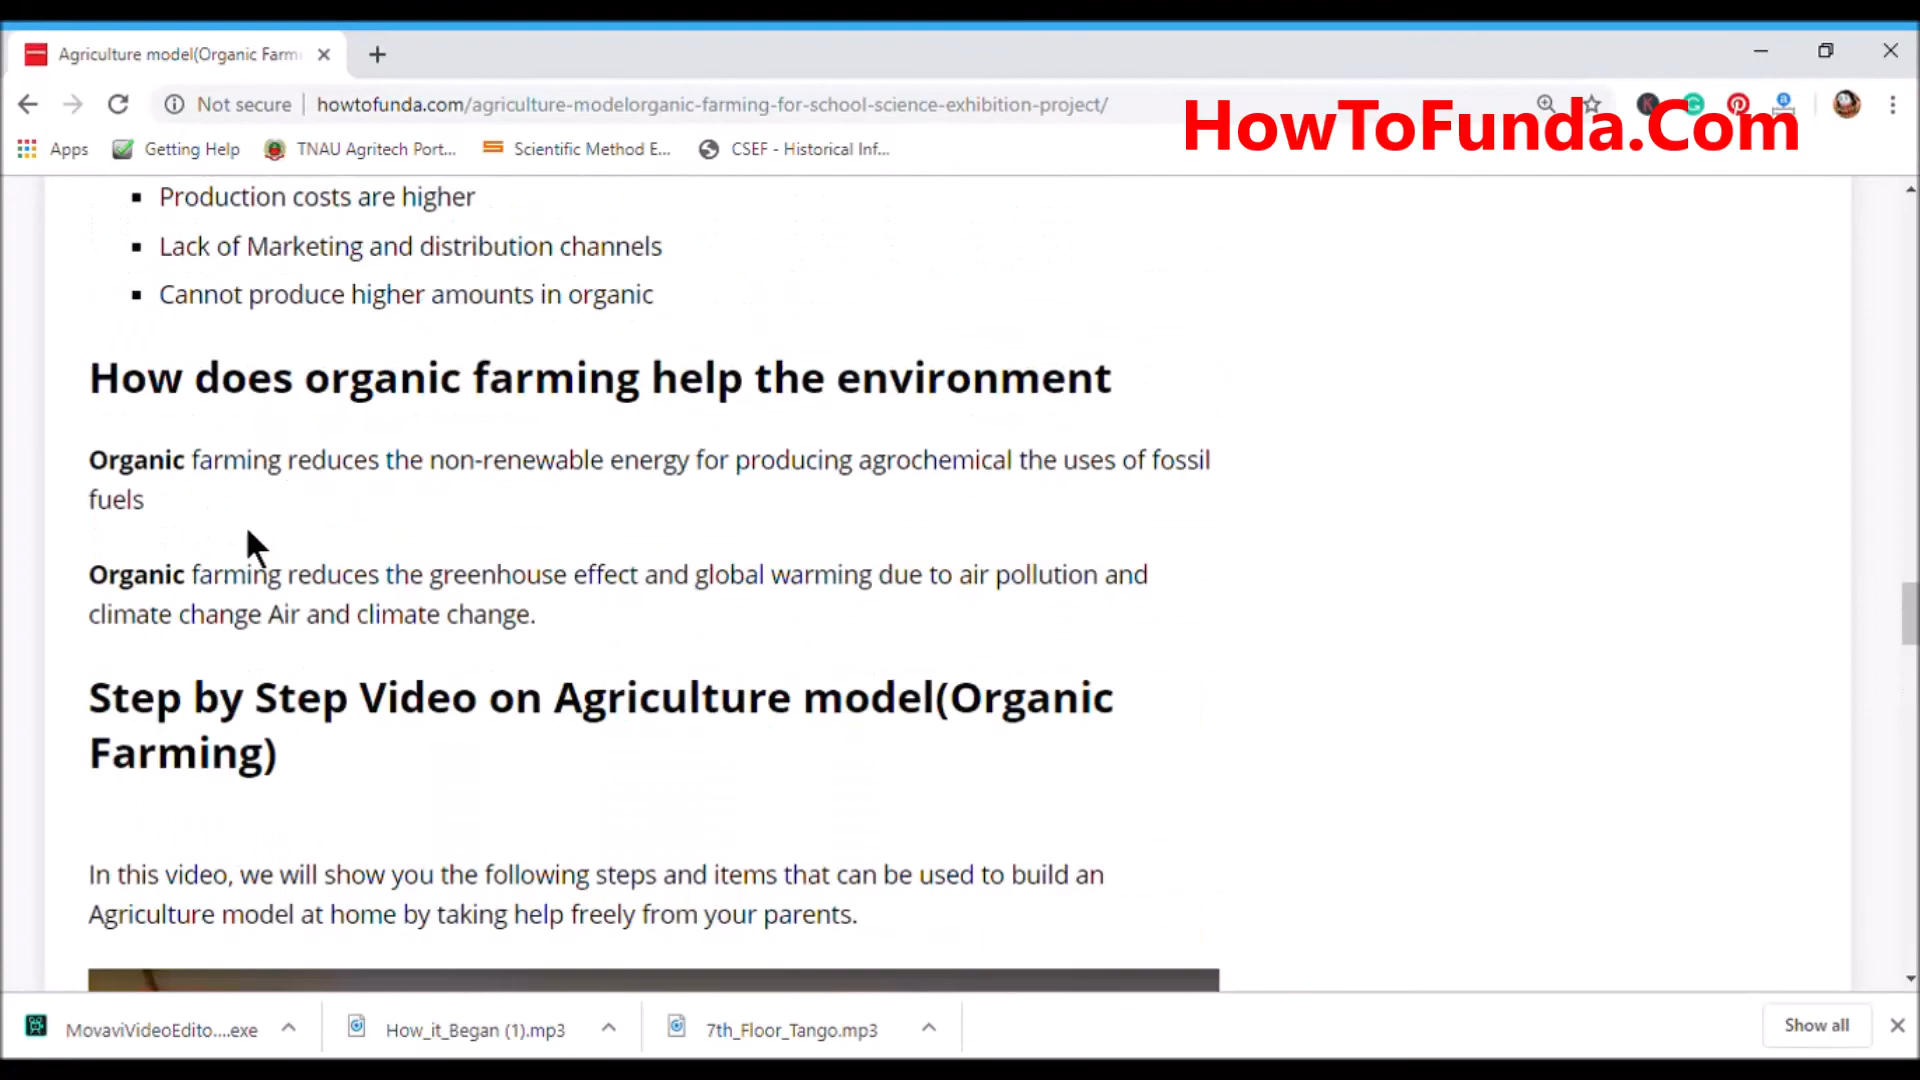 Agriculture model(Organic Farm
Not secure
howtofunda.com/agriculture-modelorganic-farming-for-school-science-exhibition-project/
HowToFunda.Com
Apps
Getting Help
TNAU Agritech Port...
Scientific Method E...
CSEF - Historical Inf...
Production costs are higher
Lack of Marketing and distribution channels
Cannot produce higher amounts in organic
How does organic farming help the environment
Organic farming reduces the non-renewable energy for producing agrochemical the uses of fossil
fuels
Organic farming reduces the greenhouse effect and global warming due to air pollution and
climate change Air and climate change.
Step by Step Video on Agriculture model(Organic
Farming)
In this video, we will show you the following steps and items that can be used to build an
Agriculture model at home by taking help freely from your parents.
MovaviVideoEdito....exe
How_it_Began (1).mp3
7th_Floor_Tango.mp3
Show all